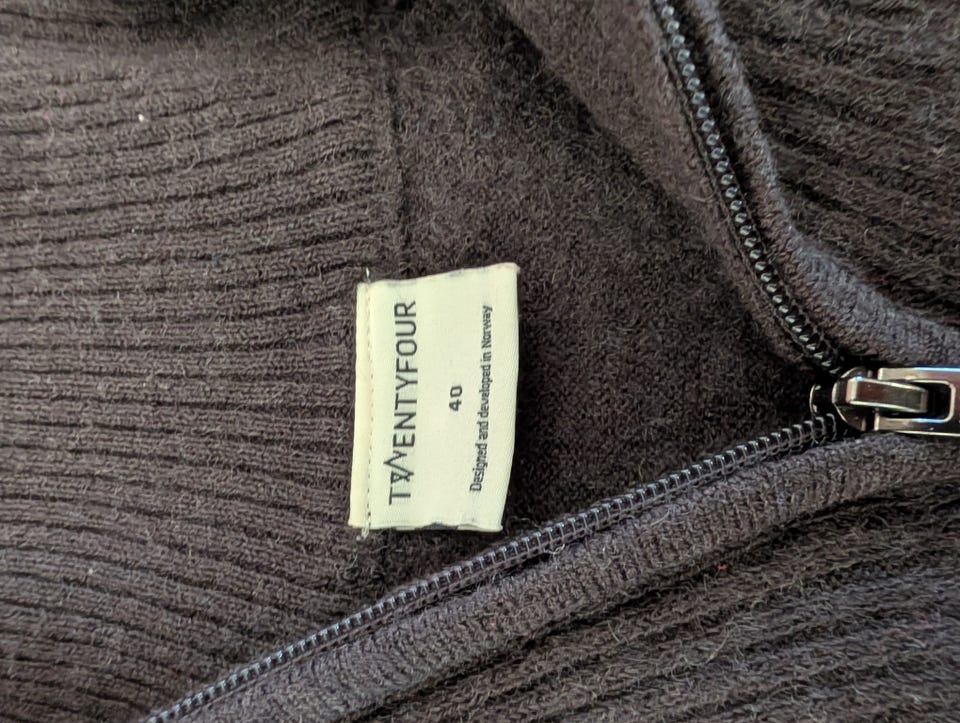 TWENTYFOUR
40
Designed and developed in Norway